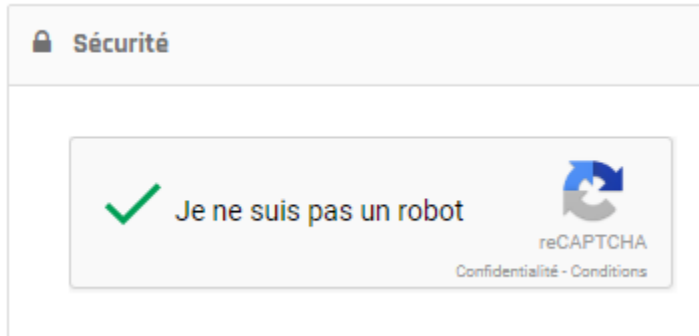 Sécurité
Je ne suis pas un robot
reCAPTCHA
Confidentialité - Conditions